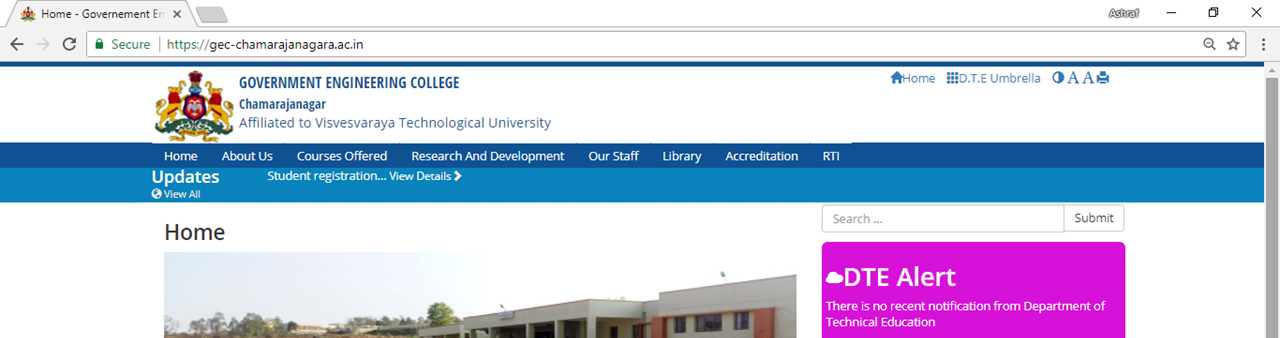 Home - Governement En
Ashraf
Secure https://gec-chamarajanagara.ac.in
GOVERNMENT ENGINEERING COLLEGE
Chamarajanagar
Affiliated to Visvesvaraya Technological University
Home D.T.E Umbrella A A
Home About Us Courses Offered Research And Development Our Staff Library Accreditation RTI
Updates Student registration... View Details
View All
Search ... Submit
Home
DTE Alert
There is no recent notification from Department of
Technical Education